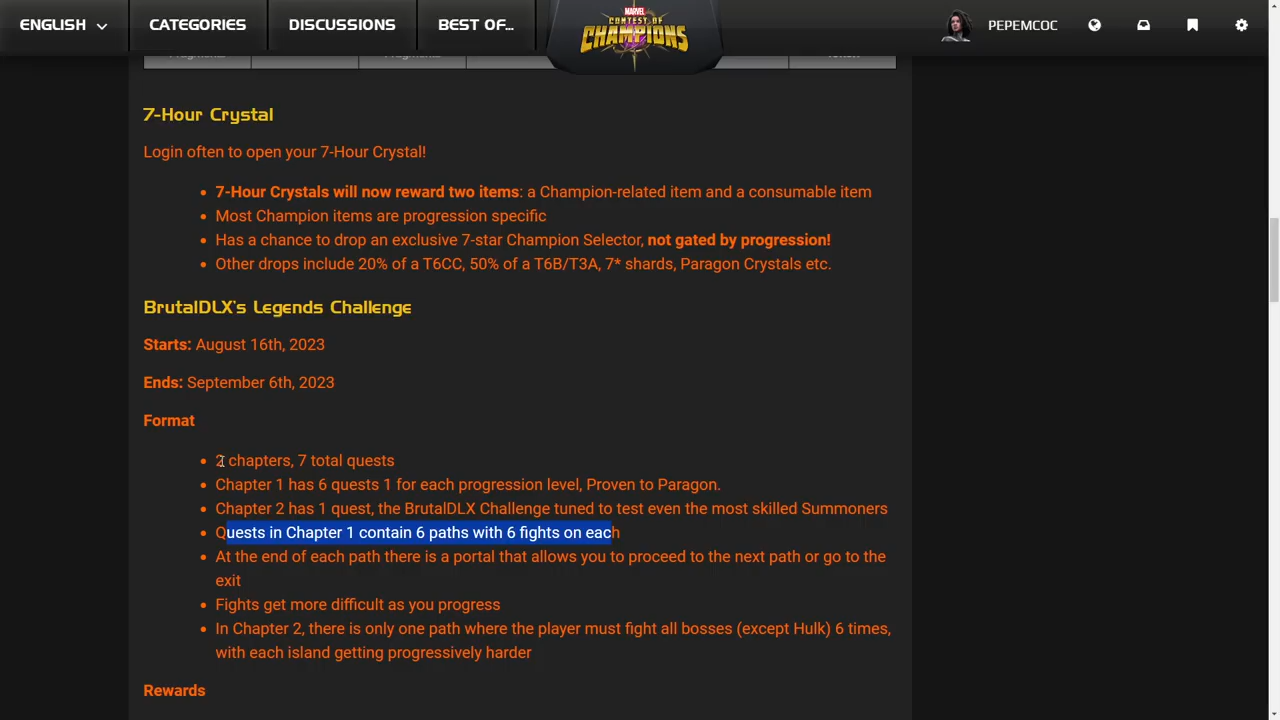 ENGLISH
CATEGORIES
DISCUSSIONS
BEST OF...
MARVEL
CONTEST OF
CHAMPIONS
PEPEMCOC
7-Hour Crystal
Login often to open your 7-Hour Crystal!
• 7-Hour Crystals will now reward two items: a Champion-related item and a consumable item
• Most Champion items are progression specific
• Has a chance to drop an exclusive 7-star Champion Selector, not gated by progression!
• Other drops include 20% of a T6CC, 50% of a T6B/T3A, 7* shards, Paragon Crystals etc.
BrutalDLX's Legends Challenge
Starts: August 16th, 2023
Ends: September 6th, 2023
Format
• 2 chapters, 7 total quests
• Chapter 1 has 6 quests 1 for each progression level, Proven to Paragon.
• Chapter 2 has 1 quest, the BrutalDLX Challenge tuned to test even the most skilled Summoners
• Quests in Chapter 1 contain 6 paths with 6 fights on each
• At the end of each path there is a portal that allows you to proceed to the next path or go to the
exit
• Fights get more difficult as you progress
• In Chapter 2, there is only one path where the player must fight all bosses (except Hulk) 6 times,
with each island getting progressively harder
Rewards